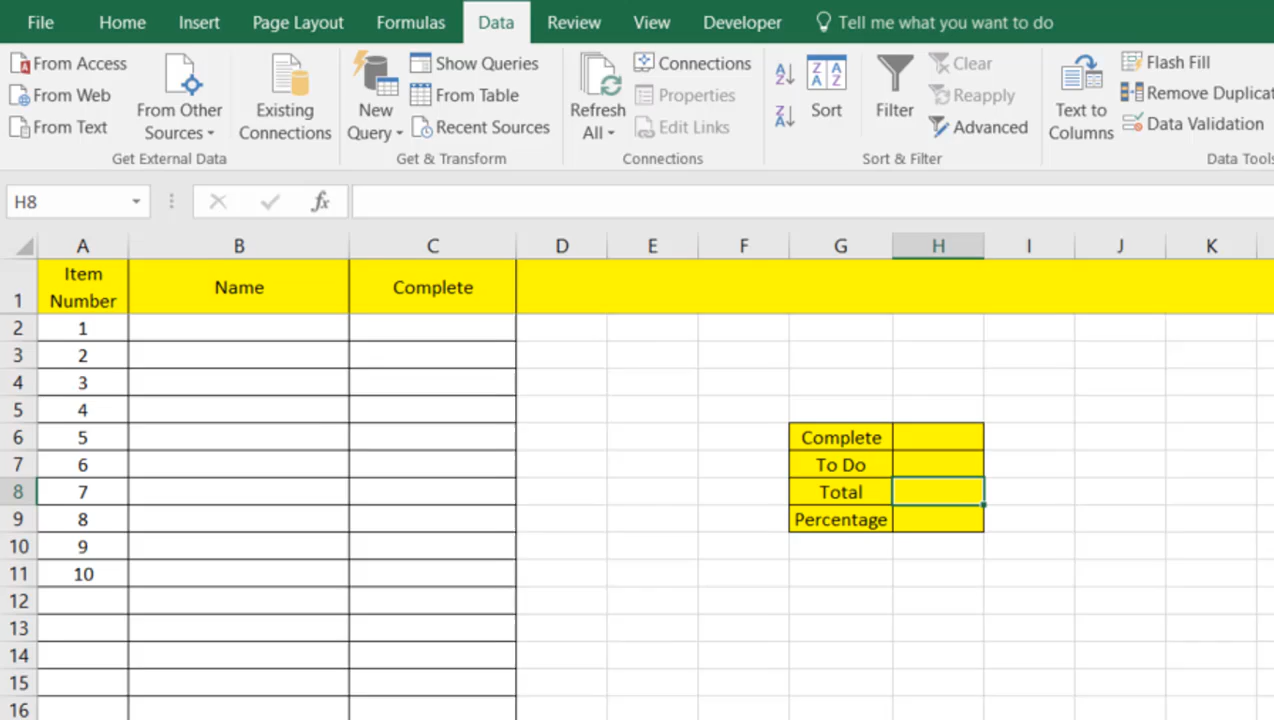 File Home Insert Page Layout Formulas Data Review View Developer Tell me what you want to do
From Access
From Web
From Text
From Other
Sources
Existing
Connections
Get External Data
New
Query
Show Queries
From Table
Recent Sources
Get & Transform
Refresh
All
Connections
Properties
Edit Links
Connections
A
Z
Z
A
Z A
A Z
Sort
Filter
Clear
Reapply
Advanced
Sort & Filter
Text to
Columns
Flash Fill
Remove Duplicat
Data Validation
Data Tools
H8
fx
A B C D E F G H I J K
1 Item Number Name Complete
2 1
3 2
4 3
5 4
6 5 Complete
7 6 To Do
8 7 Total
9 8 Percentage
10 9
11 10
12
13
14
15
16